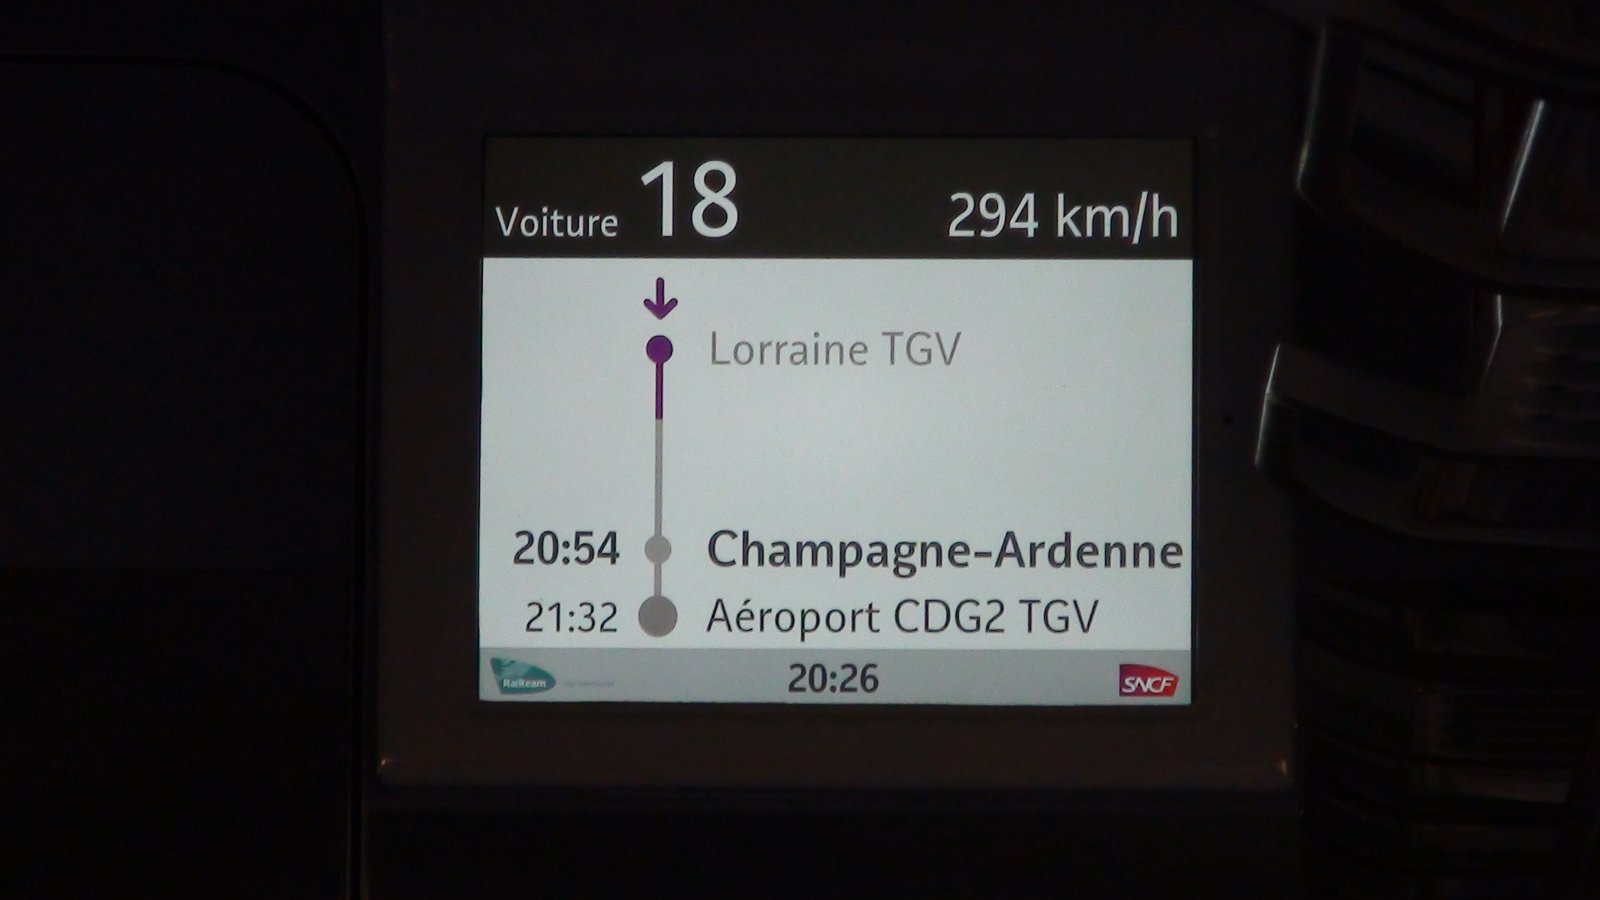 Voiture 18 294 km/h
Lorraine TGV
20:54 Champagne-Ardenne
21:32 Aéroport CDG2 TGV
Railteam 20:26 SNCF